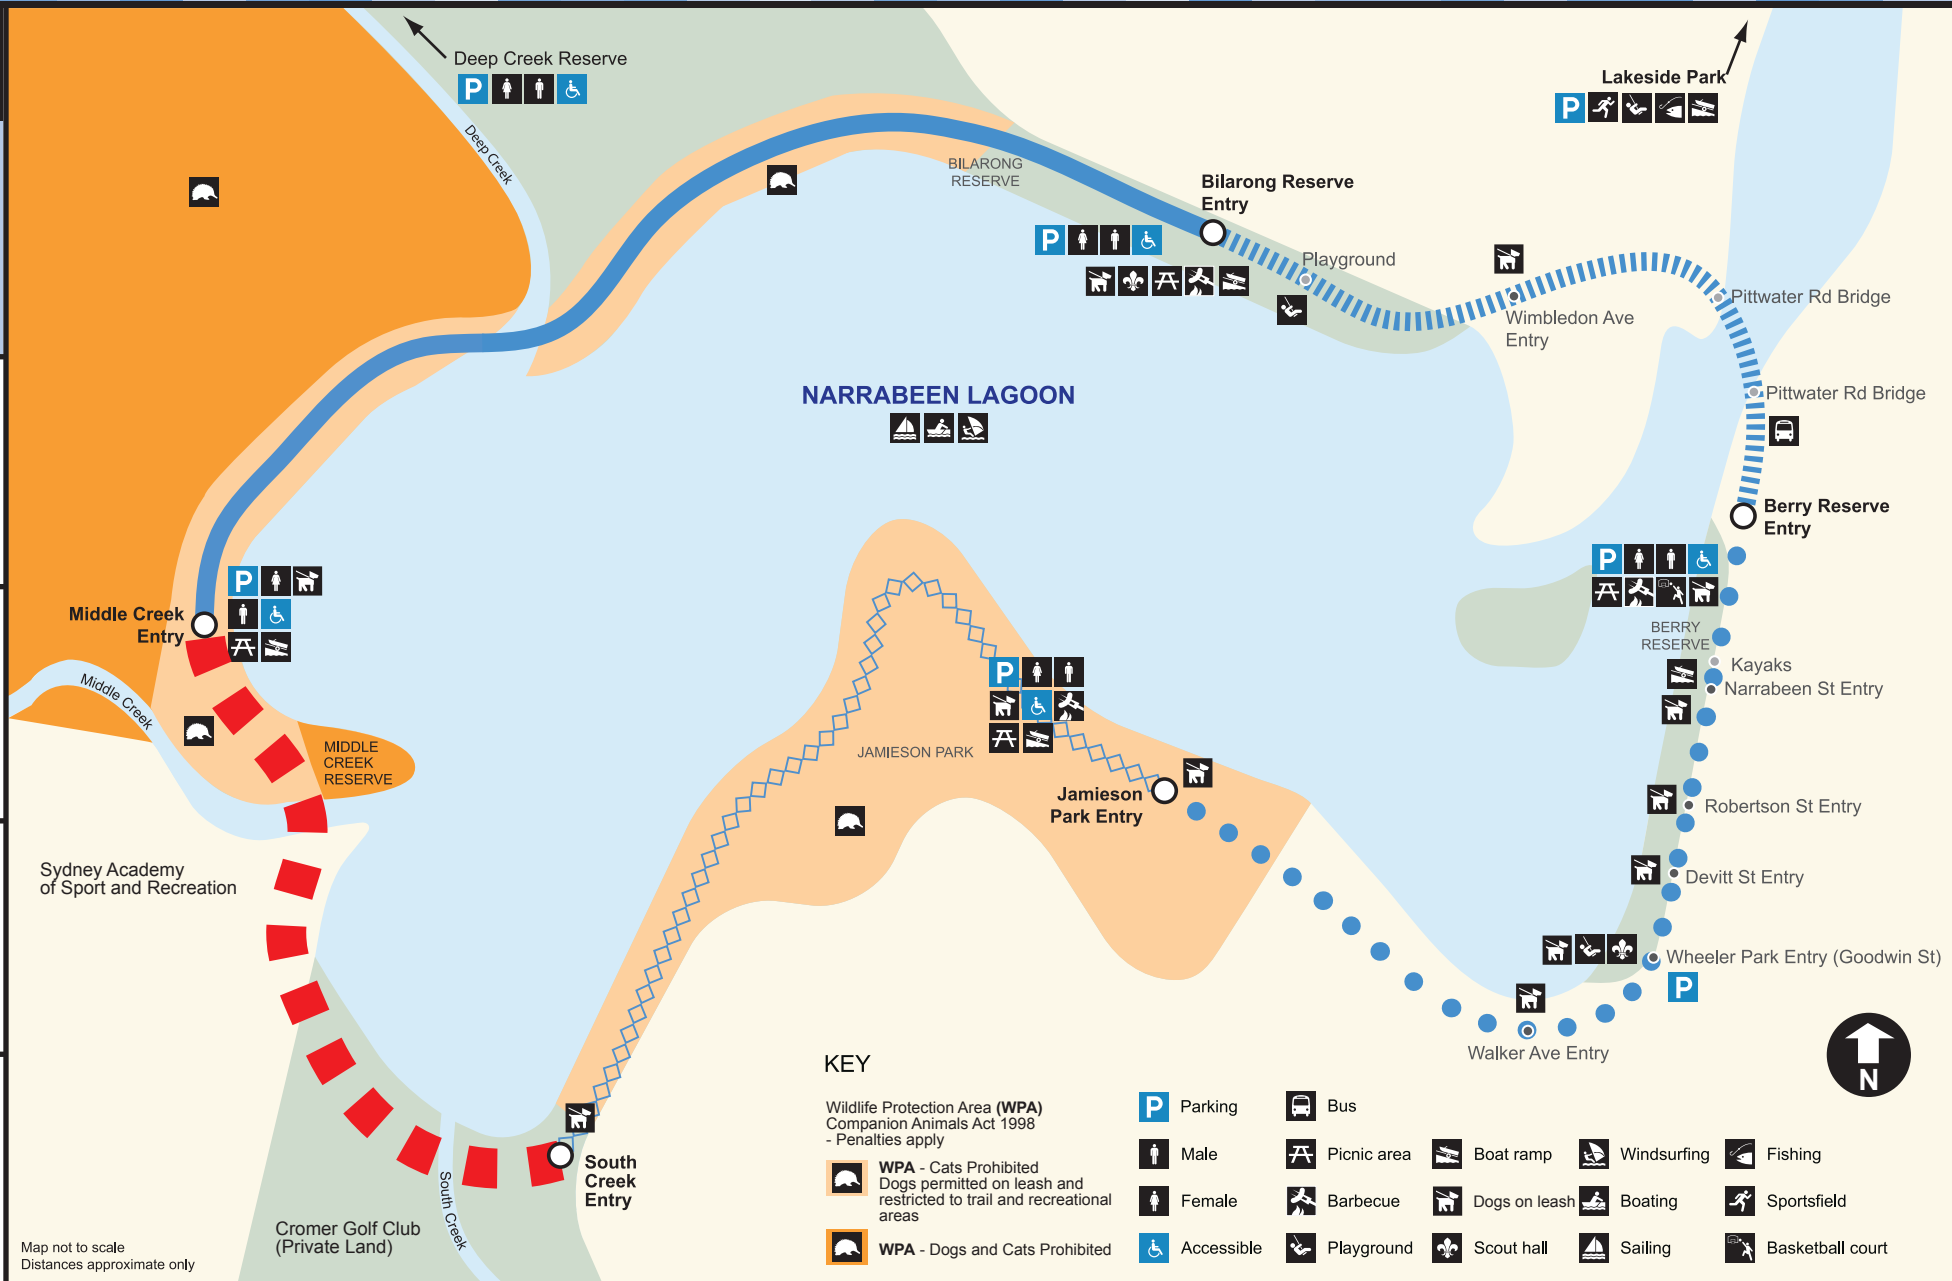 Deep Creek Reserve
P
Lakeside Park
P
Deep Creek
BILARONG
RESERVE
Bilarong Reserve
Entry
P
Playground
Wimbledon Ave
Entry
Pittwater Rd Bridge
Pittwater Rd Bridge
NARRABEEN LAGOON
Berry Reserve
Entry
P
BERRY
RESERVE
Kayaks
Narrabeen St Entry
Middle Creek
Entry
P
Middle Creek
MIDDLE
CREEK
RESERVE
P
JAMIESON PARK
Jamieson
Park Entry
Robertson St Entry
Sydney Academy
of Sport and Recreation
Devitt St Entry
Wheeler Park Entry (Goodwin St)
P
Walker Ave Entry
N
South
Creek
Entry
South Creek
Cromer Golf Club
(Private Land)
Map not to scale
Distances approximate only
KEY
Wildlife Protection Area (WPA)
Companion Animals Act 1998
- Penalties apply
WPA - Cats Prohibited
Dogs permitted on leash and
restricted to trail and recreational
areas
WPA - Dogs and Cats Prohibited
P Parking
Bus
Male
Picnic area
Boat ramp
Windsurfing
Fishing
Female
Barbecue
Dogs on leash
Boating
Sportsfield
Accessible
Playground
Scout hall
Sailing
Basketball court